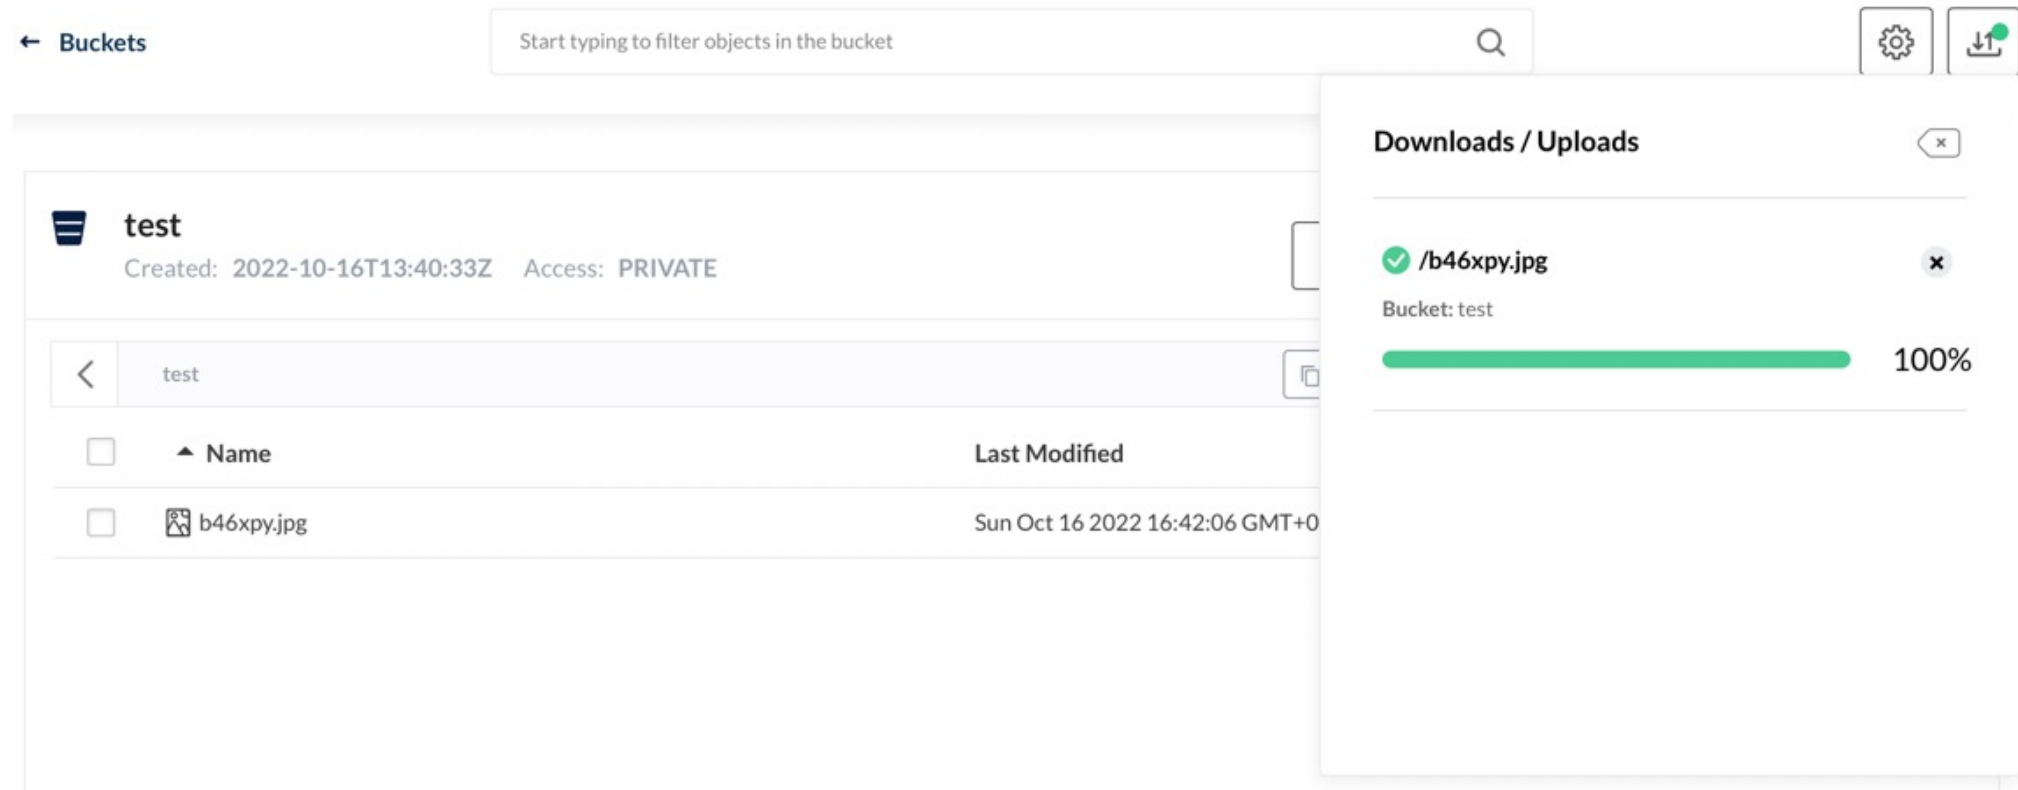 Buckets
Start typing to filter objects in the bucket
Downloads / Uploads
test
Created: 2022-10-16T13:40:33Z Access: PRIVATE
/b46xpy.jpg
Bucket: test
100%
test
Name Last Modified
b46xpy.jpg Sun Oct 16 2022 16:42:06 GMT+0